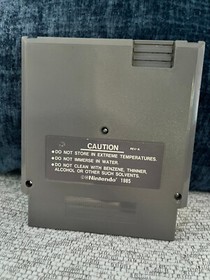 CAUTION REV-A
•DO NOT STORE IN EXTREME TEMPERATURES.
•DO NOT IMMERSE IN WATER.
•DO NOT CLEAN WITH BENZENE, THINNER,
ALCOHOL OR OTHER SUCH SOLVENTS.
©Nintendo® 1985